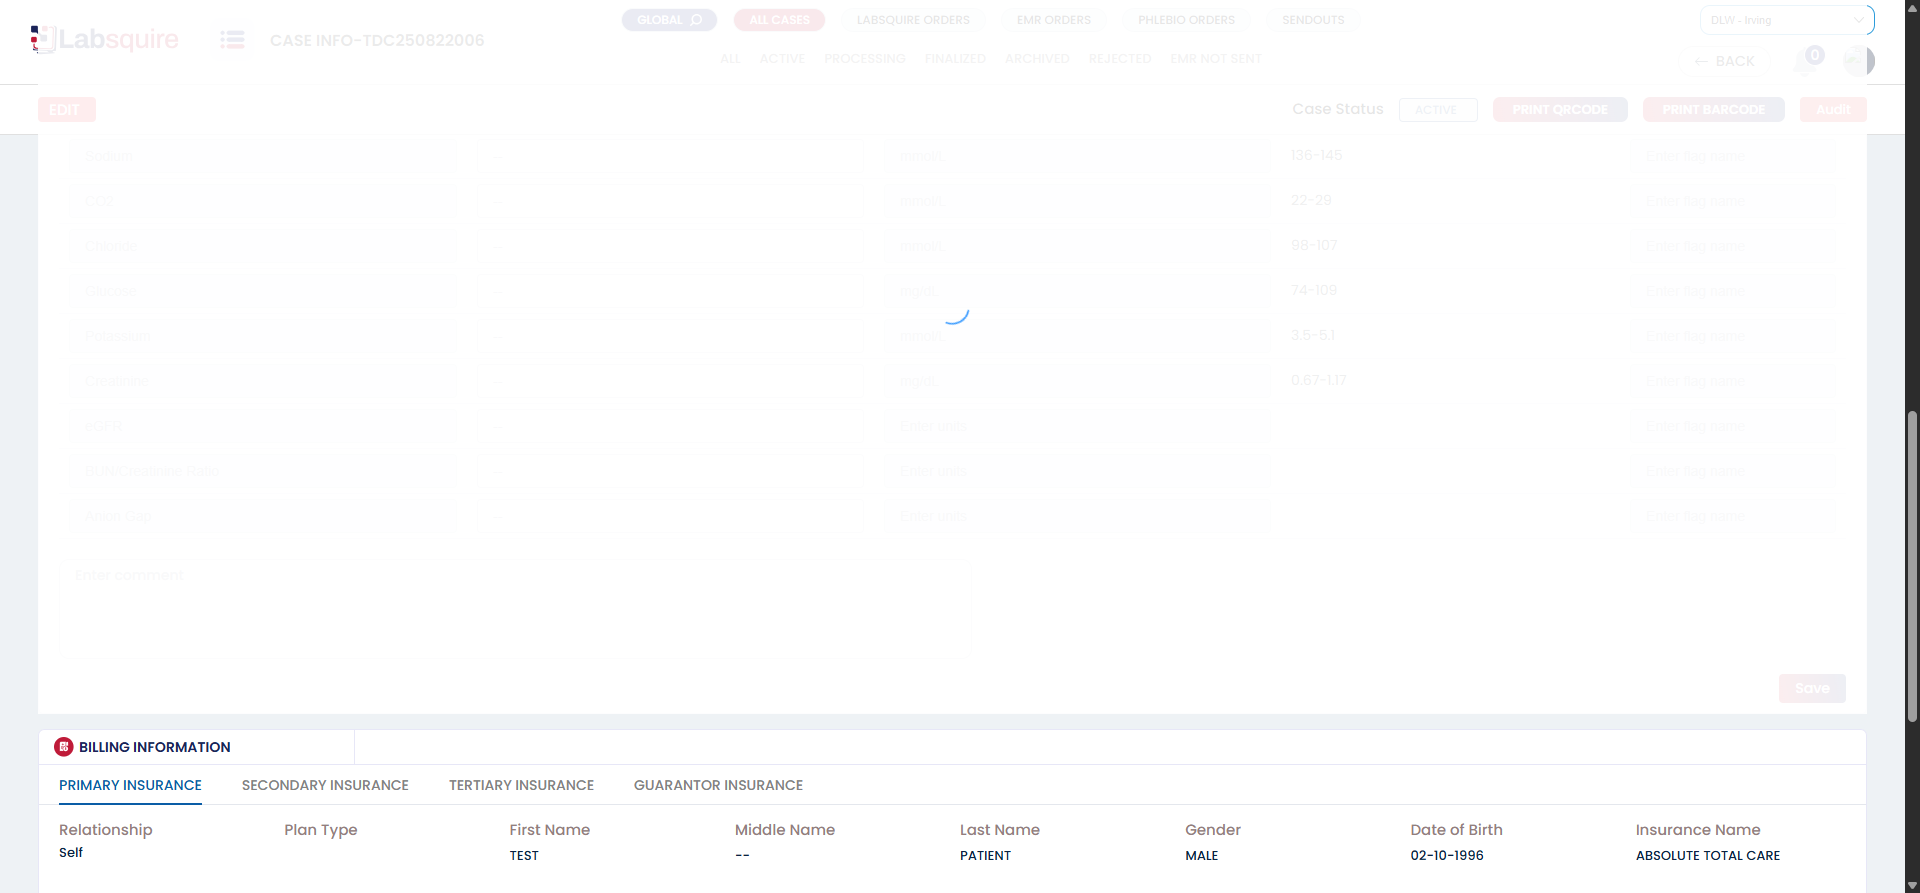 Labsquire
CASE INFO-TDC250822006
GLOBAL
ALL CASES
LABSQUIRE ORDERS
EMR ORDERS
PHLEBIO ORDERS
SENDOUTS
DLW - Irving
ALL
ACTIVE
PROCESSING
FINALIZED
ARCHIVED
REJECTED
EMR NOT SENT
← BACK
0
EDIT
Case Status
ACTIVE
PRINT QRCODE
PRINT BARCODE
Audit
Sodium -- mmol/L 136-145 Enter flag name
CO2 -- mmol/L 22-29 Enter flag name
Chloride -- mmol/L 98-107 Enter flag name
Glucose -- mg/dl 74-109 Enter flag name
Potassium -- mmol/L 3.5-5.1 Enter flag name
Creatinine -- mg/dl 0.67-1.17 Enter flag name
eGFR -- Enter units Enter flag name
BUN/Creatinine Ratio -- Enter units Enter flag name
Anion Gap -- Enter units Enter flag name
Enter comment
Save
BILLING INFORMATION
PRIMARY INSURANCE
SECONDARY INSURANCE
TERTIARY INSURANCE
GUARANTOR INSURANCE
Relationship
Self
Plan Type
First Name
TEST
Middle Name
--
Last Name
PATIENT
Gender
MALE
Date of Birth
02-10-1996
Insurance Name
ABSOLUTE TOTAL CARE